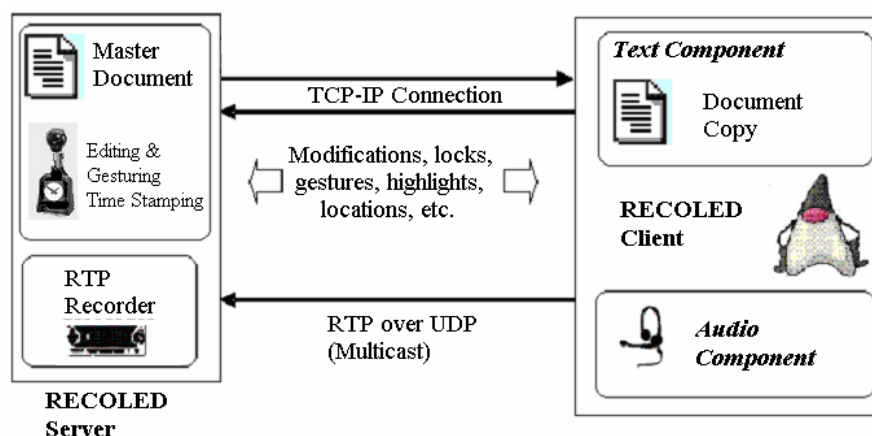 Master
Document
Editing &
Gesturing
Time Stamping
RTP
Recorder
RECOLED
Server
TCP-IP Connection
Modifications, locks,
gestures, highlights,
locations, etc.
RTP over UDP
(Multicast)
Text Component
Document
Copy
RECOLED
Client
Audio
Component